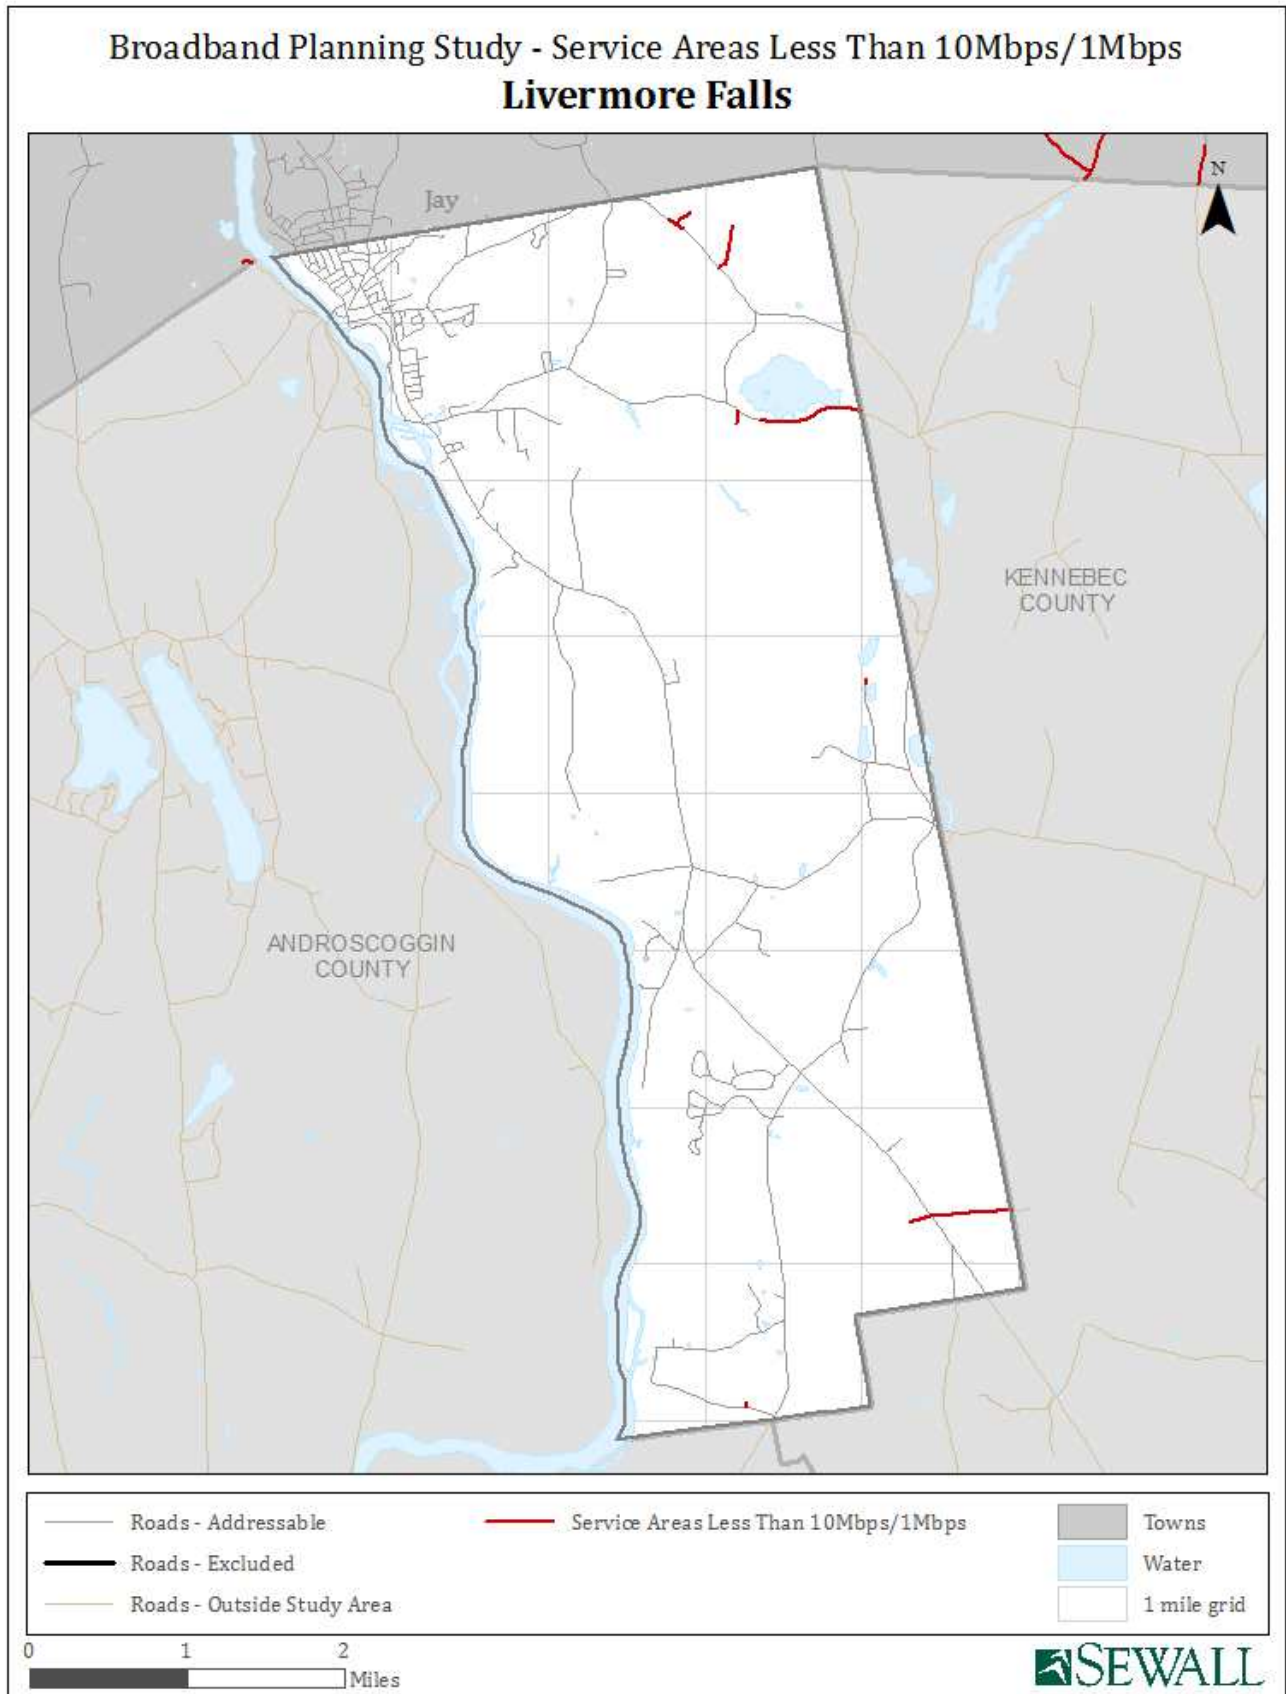 Broadband Planning Study - Service Areas Less Than 10Mbps/1Mbps
Livermore Falls
Jay
N
KENNEBEC
COUNTY
ANDROSCOGGIN
COUNTY
Roads - Addressable
Roads - Excluded
Roads - Outside Study Area
Service Areas Less Than 10Mbps/1Mbps
Towns
Water
1 mile grid
0 1 2
Miles
SEWALL